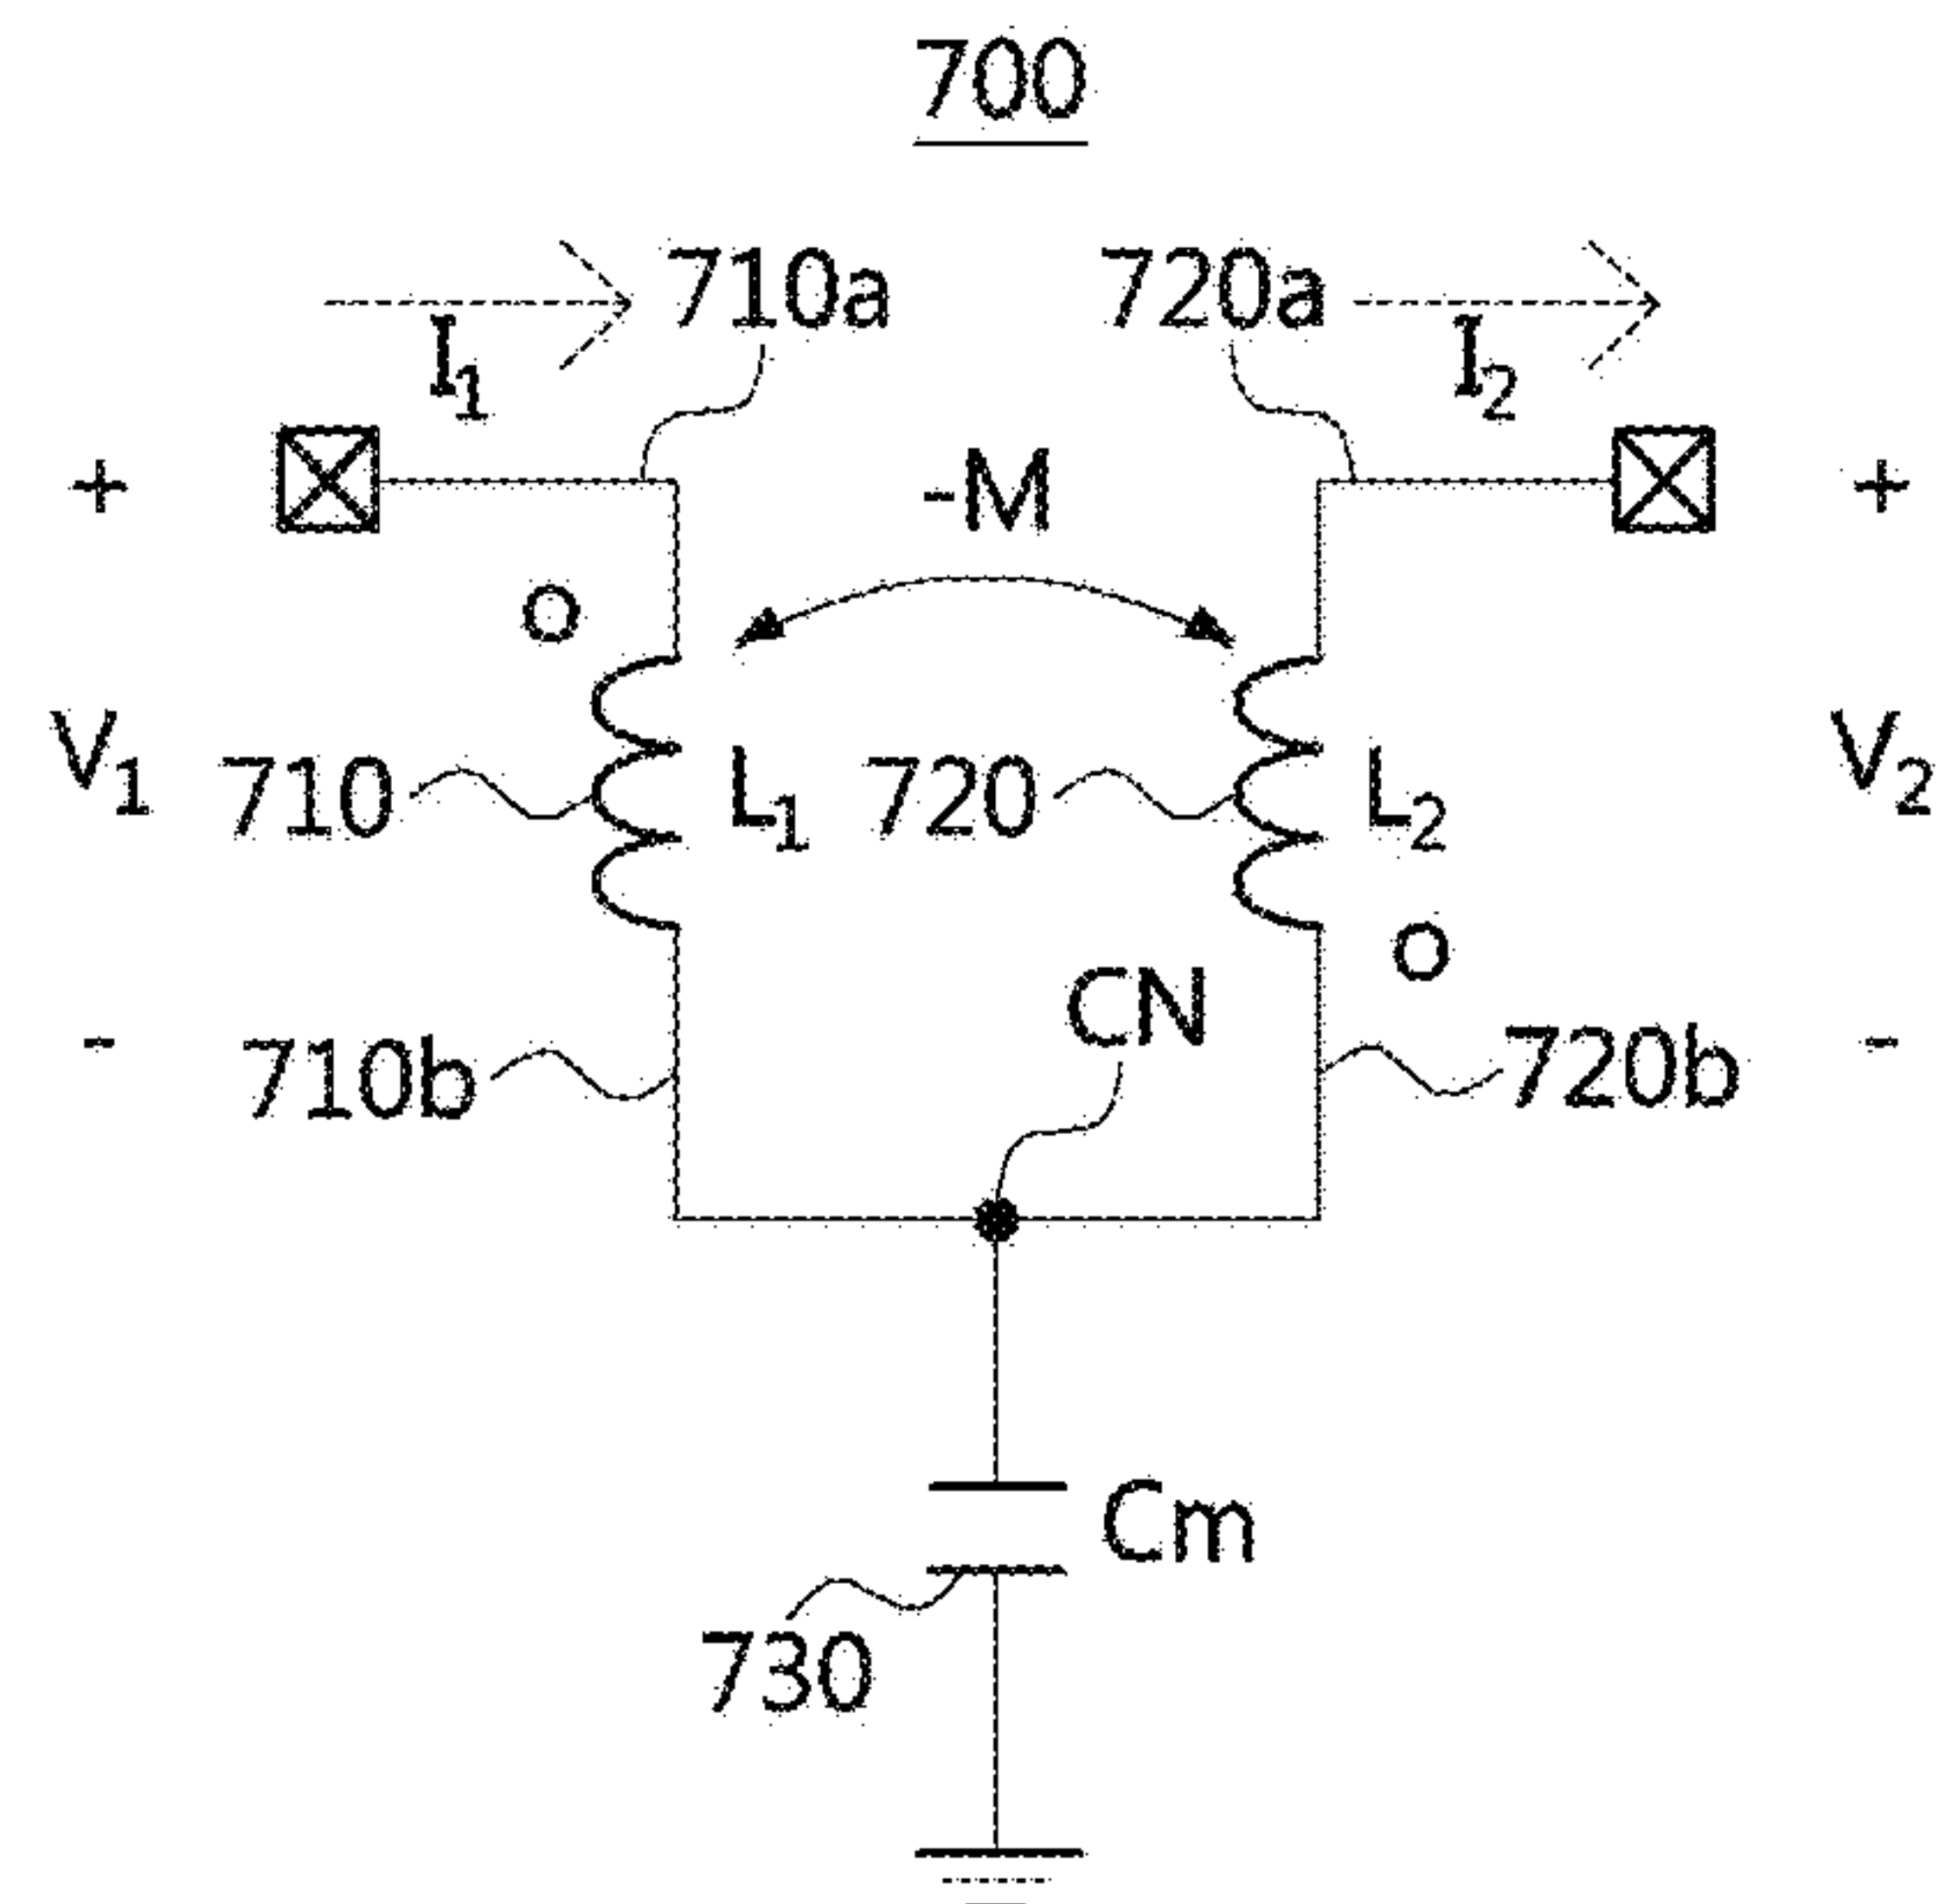 700
710a 720a
I1 I2
+ -M +
o
V1 710 L1 720 L2 V2
o
CN
- 710b 720b -
Cm
730